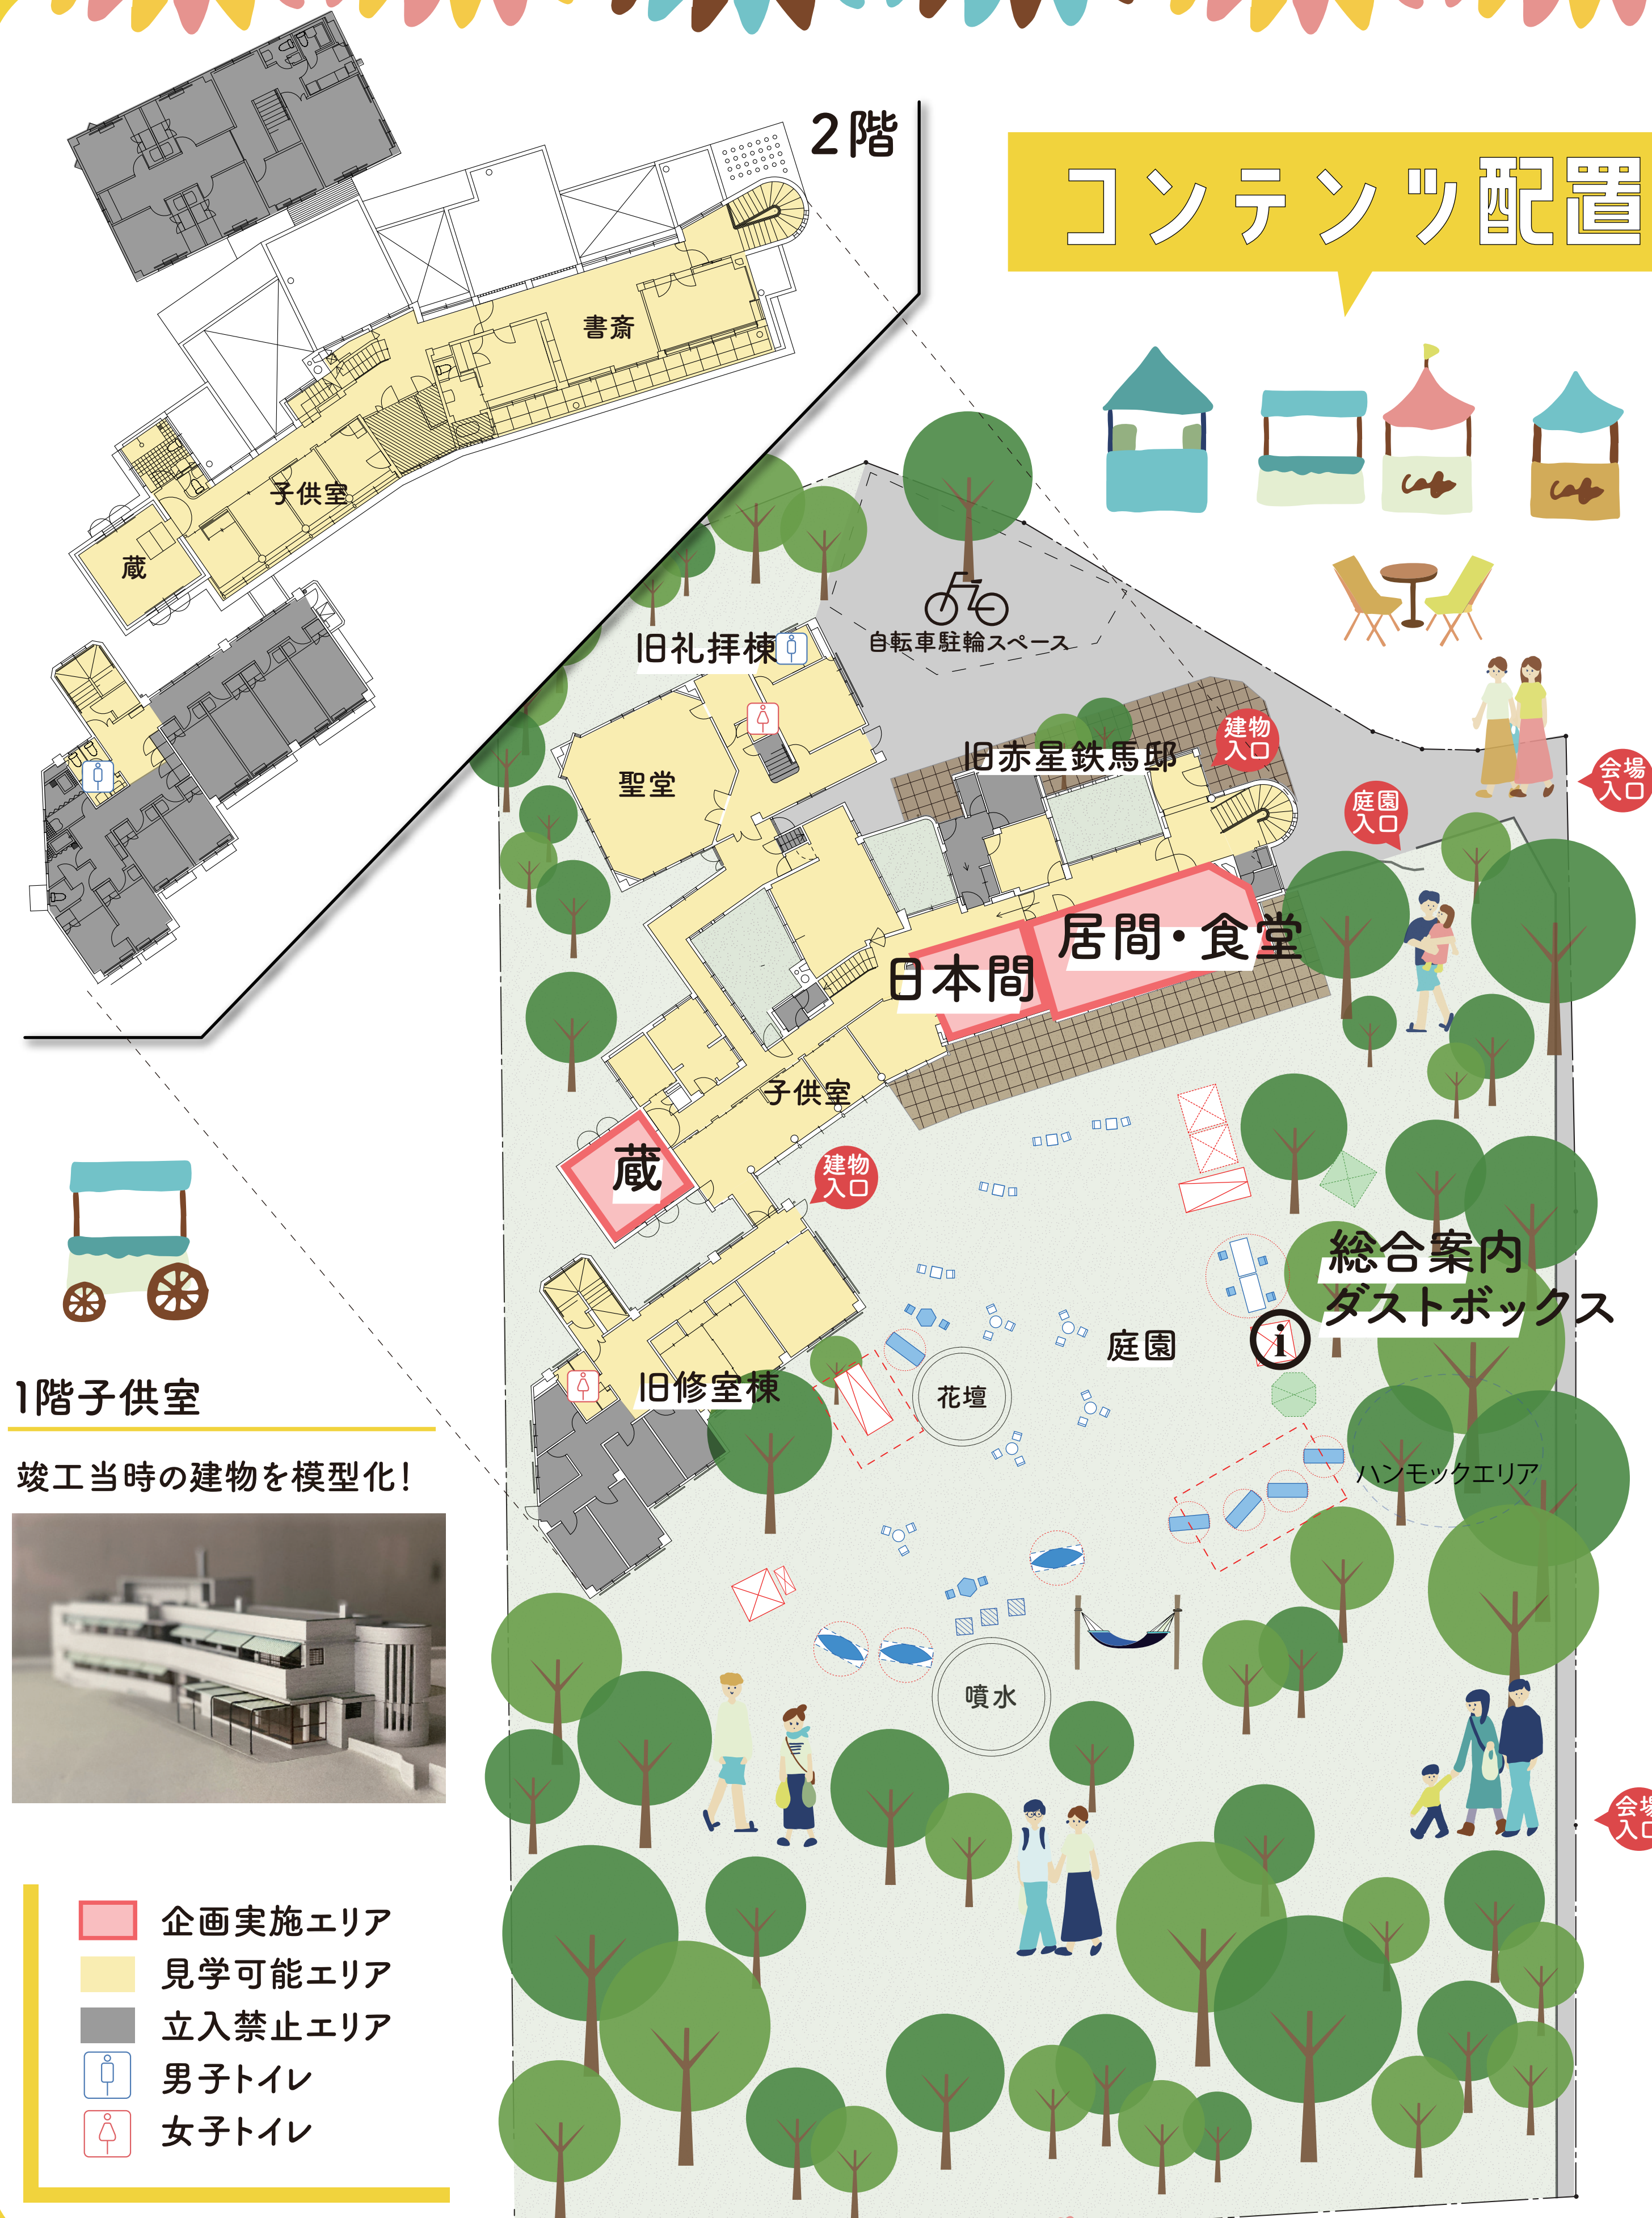 コンテンツ配置
2階
書斎
子供室
蔵
自転車駐輪スペース
旧礼拝棟
聖堂
旧赤星鉄馬邸
建物
入口
会場
入口
庭園
入口
居間・食堂
日本間
子供室
蔵
建物
入口
総合案内
ダストボックス
i
庭園
花壇
旧修室棟
ハンモックエリア
噴水
会場
入口
1階子供室
竣工当時の建物を模型化！
企画実施エリア
見学可能エリア
立入禁止エリア
男子トイレ
女子トイレ